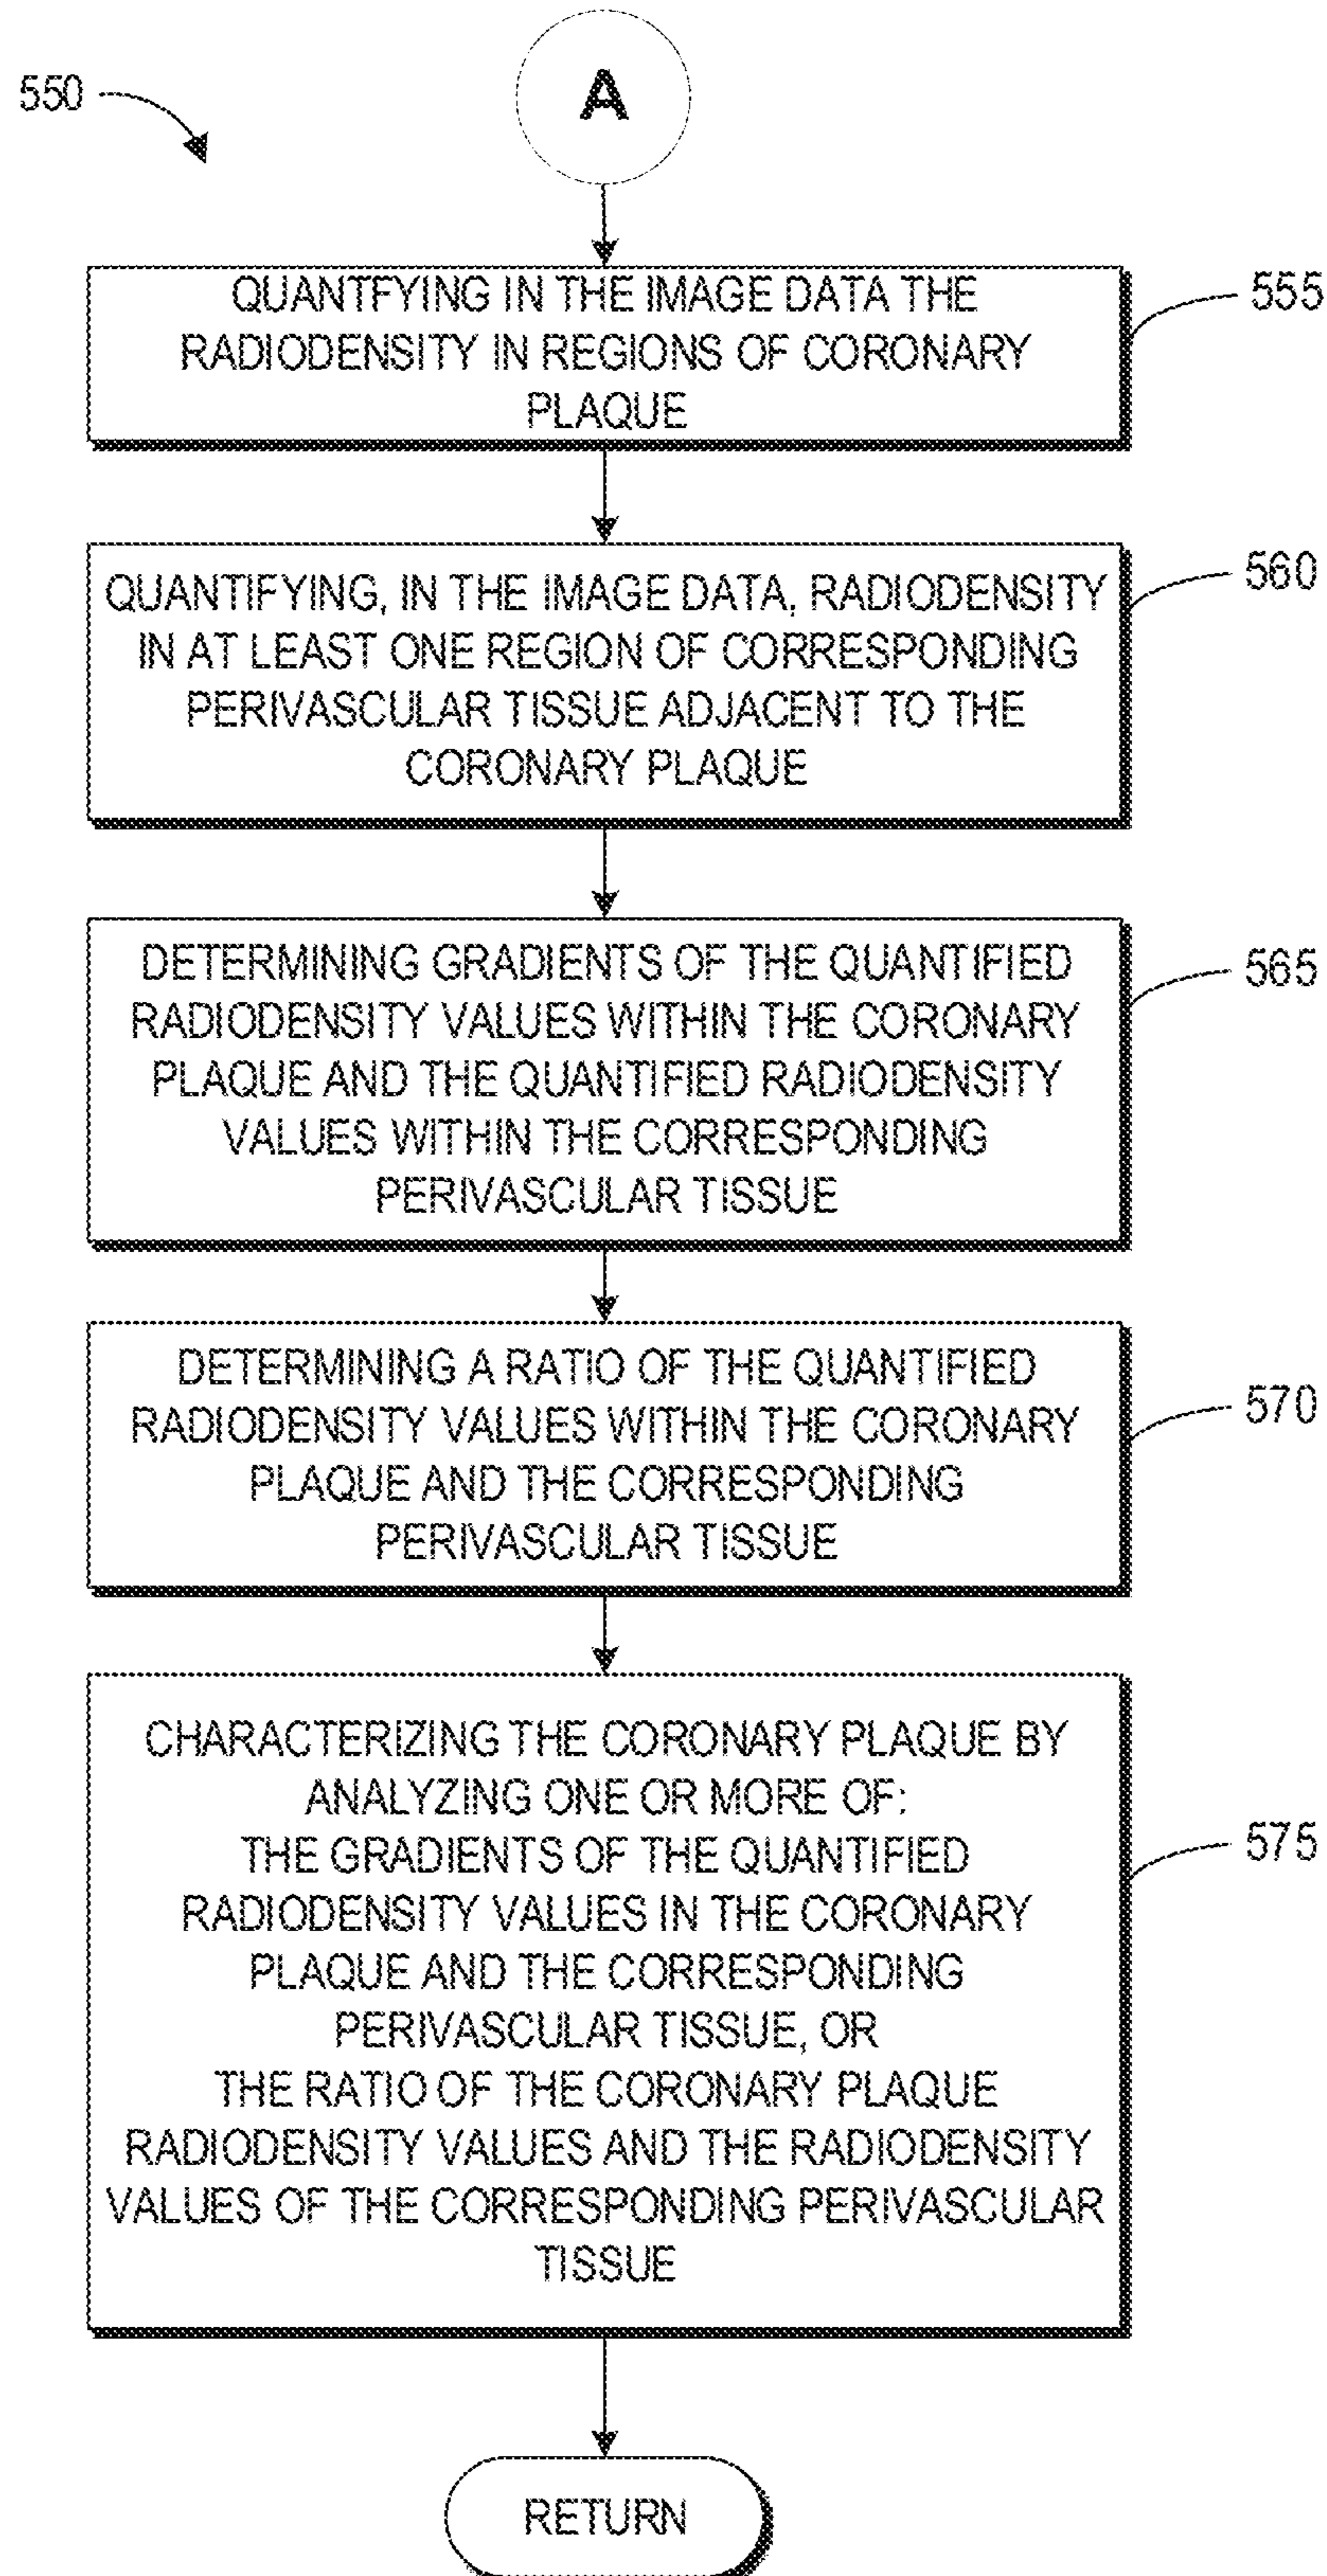 A
550
QUANTFYING IN THE IMAGE DATA THE
RADIODENSITY IN REGIONS OF CORONARY
PLAQUE
555
QUANTIFYING, IN THE IMAGE DATA, RADIODENSITY
IN AT LEAST ONE REGION OF CORRESPONDING
PERIVASCULAR TISSUE ADJACENT TO THE
CORONARY PLAQUE
560
DETERMINING GRADIENTS OF THE QUANTIFIED
RADIODENSITY VALUES WITHIN THE CORONARY
PLAQUE AND THE QUANTIFIED RADIODENSITY
VALUES WITHIN THE CORRESPONDING
PERIVASCULAR TISSUE
565
DETERMINING A RATIO OF THE QUANTIFIED
RADIODENSITY VALUES WITHIN THE CORONARY
PLAQUE AND THE CORRESPONDING
PERIVASCULAR TISSUE
570
CHARACTERIZING THE CORONARY PLAQUE BY
ANALYZING ONE OR MORE OF:
THE GRADIENTS OF THE QUANTIFIED
RADIODENSITY VALUES IN THE CORONARY
PLAQUE AND THE CORRESPONDING
PERIVASCULAR TISSUE, OR
THE RATIO OF THE CORONARY PLAQUE
RADIODENSITY VALUES AND THE RADIODENSITY
VALUES OF THE CORRESPONDING PERIVASCULAR
TISSUE
575
RETURN